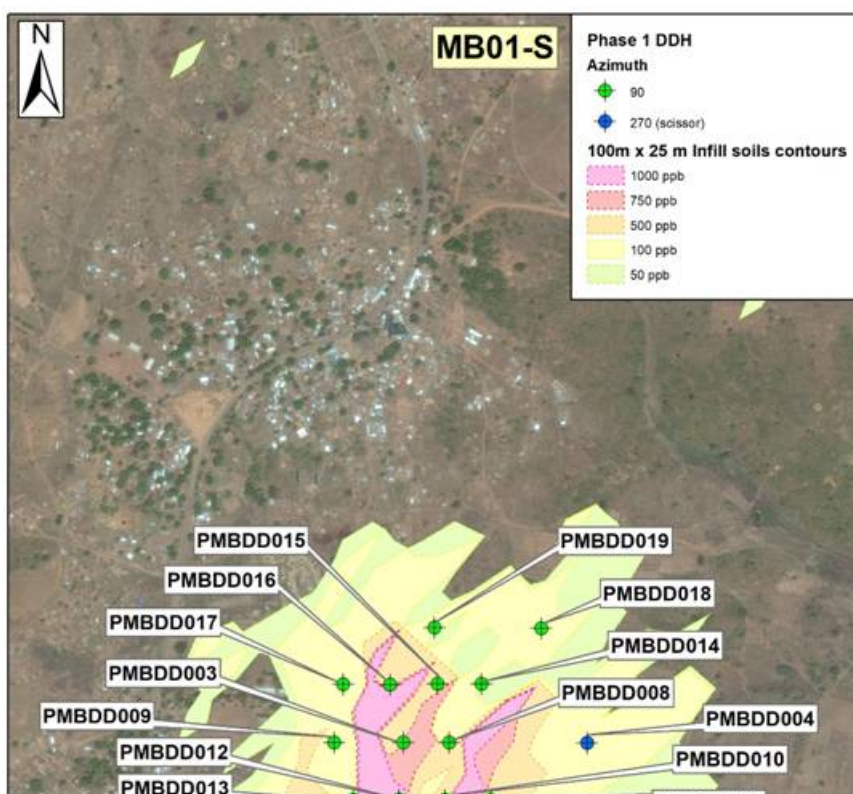 N
MB01-S
Phase 1 DDH
Azimuth
90
270 (scissor)
100m x 25 m Infill soils contours
1000 ppb
750 ppb
500 ppb
100 ppb
50 ppb
PMBDD015
PMBDD019
PMBDD016
PMBDD018
PMBDD017
PMBDD014
PMBDD003
PMBDD008
PMBDD009
PMBDD004
PMBDD012
PMBDD010
PMBDD013